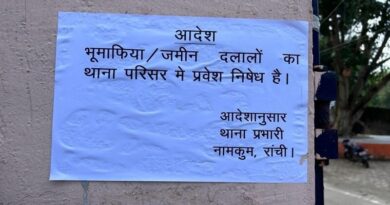 आदेश
भूमाफिया/जमीन दलालों का
थाना परिसर मे प्रवेश निषेध है।
आदेशानुसार
थाना प्रभारी
नामकुम, रांची।